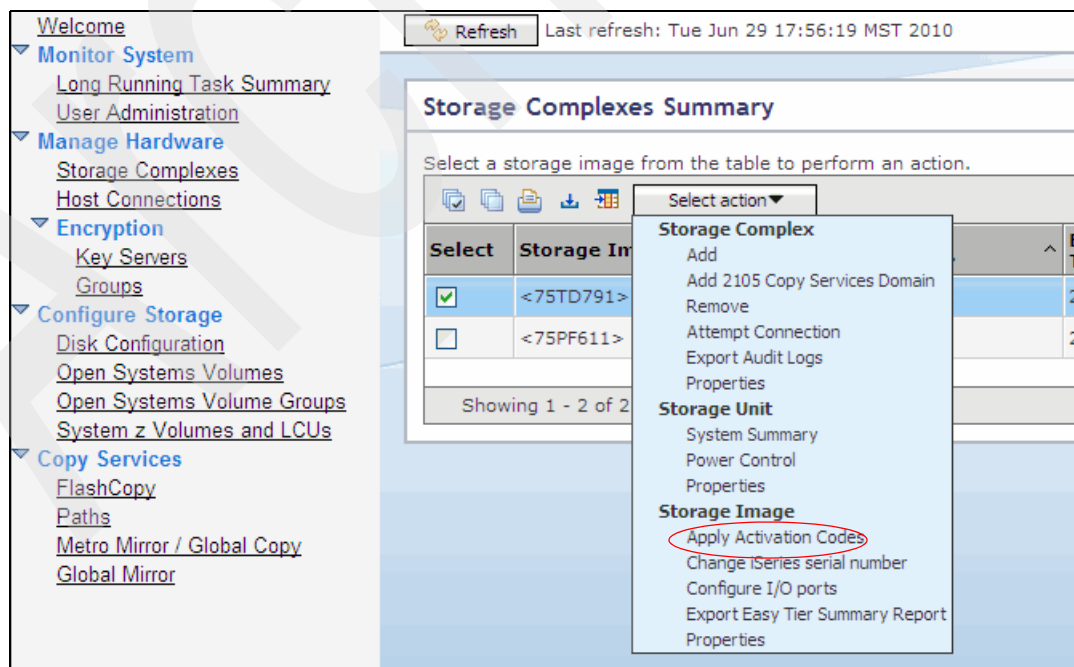 Welcome
Monitor System
Long Running Task Summary
User Administration
Manage Hardware
Storage Complexes
Host Connections
Encryption
Key Servers
Groups
Configure Storage
Disk Configuration
Open Systems Volumes
Open Systems Volume Groups
System z Volumes and LCUs
Copy Services
FlashCopy
Paths
Metro Mirror / Global Copy
Global Mirror
Refresh Last refresh: Tue Jun 29 17:56:19 MST 2010
Storage Complexes Summary
Select a storage image from the table to perform an action.
Select action
Select Storage Im
<75TD791> 2
<75PF611> 2
Showing 1 - 2 of 2
Storage Complex
Add
Add 2105 Copy Services Domain
Remove
Attempt Connection
Export Audit Logs
Properties
Storage Unit
System Summary
Power Control
Properties
Storage Image
Apply Activation Codes
Change iSeries serial number
Configure I/O ports
Export Easy Tier Summary Report
Properties